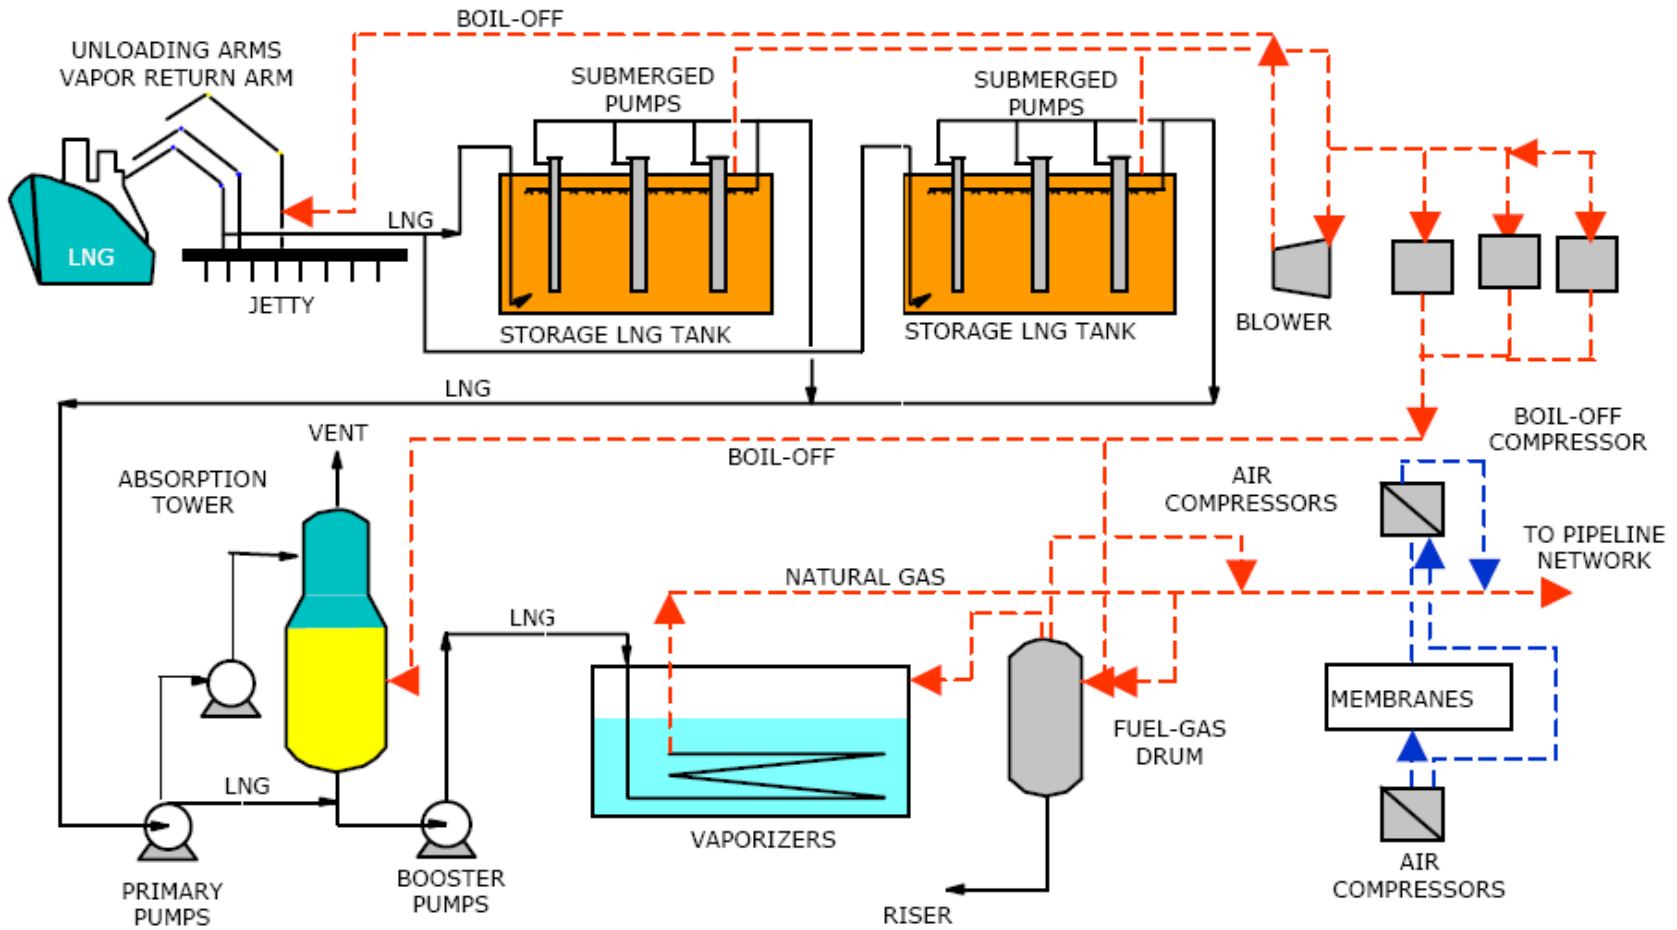 BOIL-OFF
UNLOADING ARMS
VAPOR RETURN ARM
SUBMERGED
PUMPS
SUBMERGED
PUMPS
LNG
LNG
JETTY
STORAGE LNG TANK
STORAGE LNG TANK
BLOWER
LNG
BOIL-OFF
COMPRESSOR
VENT
BOIL-OFF
ABSORPTION
TOWER
AIR
COMPRESSORS
TO PIPELINE
NETWORK
NATURAL GAS
LNG
MEMBRANES
FUEL-GAS
DRUM
LNG
VAPORIZERS
PRIMARY
PUMPS
BOOSTER
PUMPS
RISER
AIR
COMPRESSORS